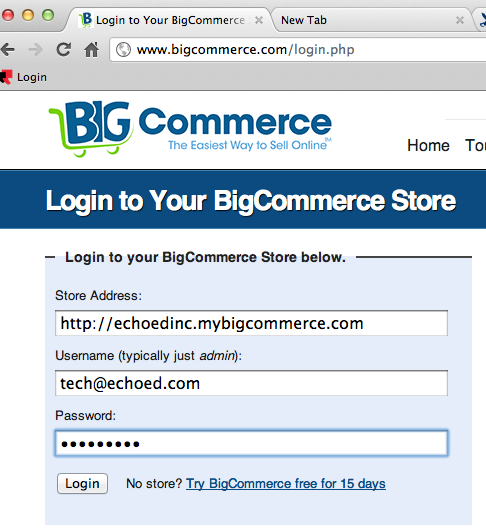 Login to Your BigCommerce
New Tab
www.bigcommerce.com/login.php
Login
BIG Commerce
The Easiest Way to Sell Online
Home
Login to Your BigCommerce Store
Login to your BigCommerce Store below.
Store Address:
http://echoedinc.mybigcommerce.com
Username (typically just admin):
tech@echoed.com
Password:
•••••••••
Login No store? Try BigCommerce free for 15 days